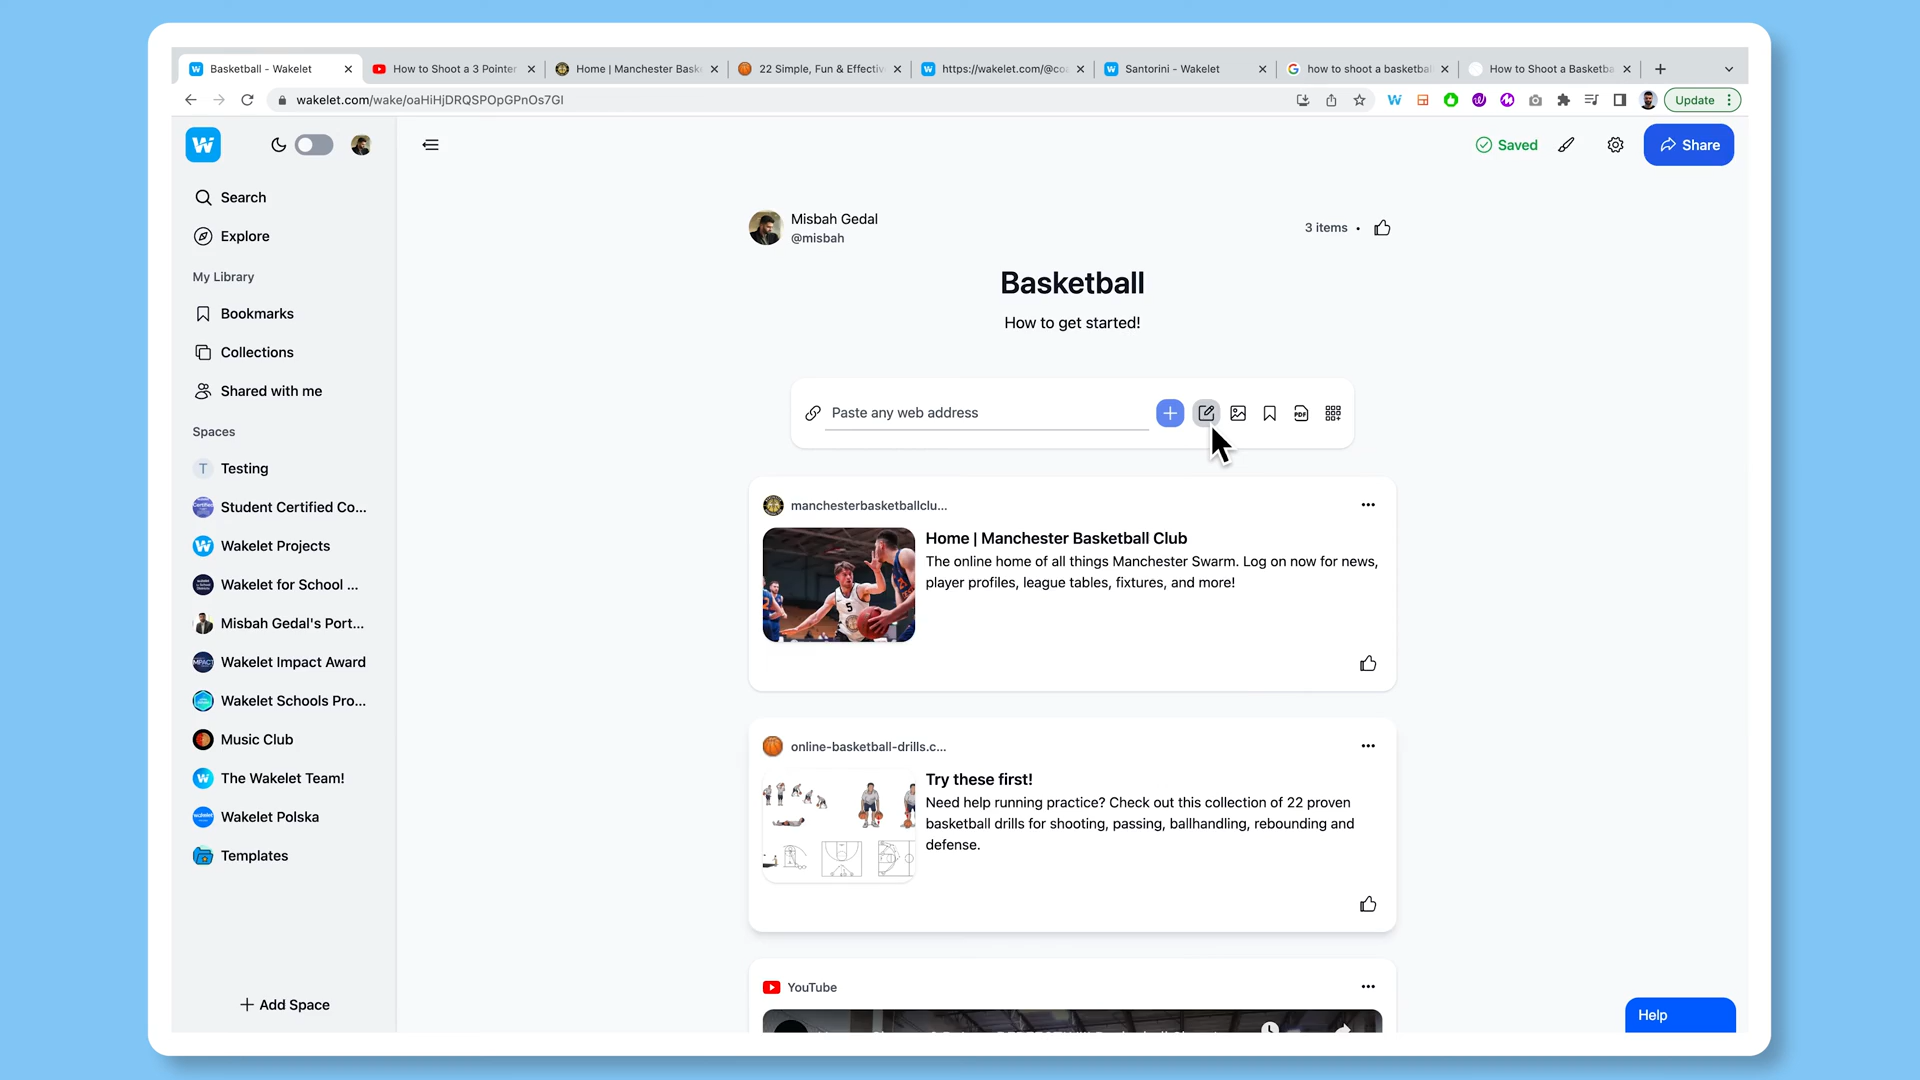 Basketball - Wakelet
How to Shoot a 3 Pointer
Home | Manchester Bask
22 Simple, Fun & Effectiv
https://wakelet.com/@co
Santorini - Wakelet
how to shoot a basketbal
How to Shoot a Basketba
wakelet.com/wake/oaHiHjDRQSPOpGPnOs7GI
Update
Saved
Share
Search
Explore
My Library
Bookmarks
Collections
Shared with me
Spaces
T Testing
Student Certified Co...
Wakelet Projects
Wakelet for School ...
Misbah Gedal's Port...
Wakelet Impact Award
Wakelet Schools Pro...
Music Club
The Wakelet Team!
Wakelet Polska
Templates
Add Space
Misbah Gedal
@misbah
3 items •
Basketball
How to get started!
Paste any web address
PDF
manchesterbasketballclu...
Home | Manchester Basketball Club
The online home of all things Manchester Swarm. Log on now for news,
player profiles, league tables, fixtures, and more!
5
online-basketball-drills.c...
Try these first!
Need help running practice? Check out this collection of 22 proven
basketball drills for shooting, passing, ballhandling, rebounding and
defense.
YouTube
Help